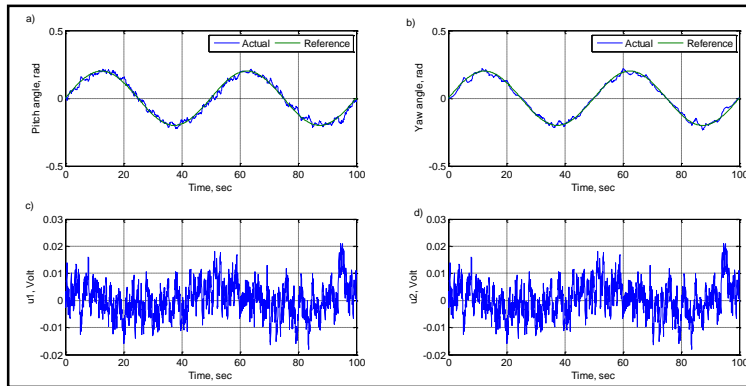 a)
0.5
0
-0.5
Pitch angle, rad
Actual
Reference
0 20 40 60 80 100
Time, sec
b)
0.5
0
-0.5
Yaw angle, rad
Actual
Reference
0 20 40 60 80 100
Time, sec
c)
0.03
0.02
0.01
0
-0.01
-0.02
u1, Volt
0 20 40 60 80 100
Time, sec
d)
0.03
0.02
0.01
0
-0.01
-0.02
u2, Volt
0 20 40 60 80 100
Time, sec